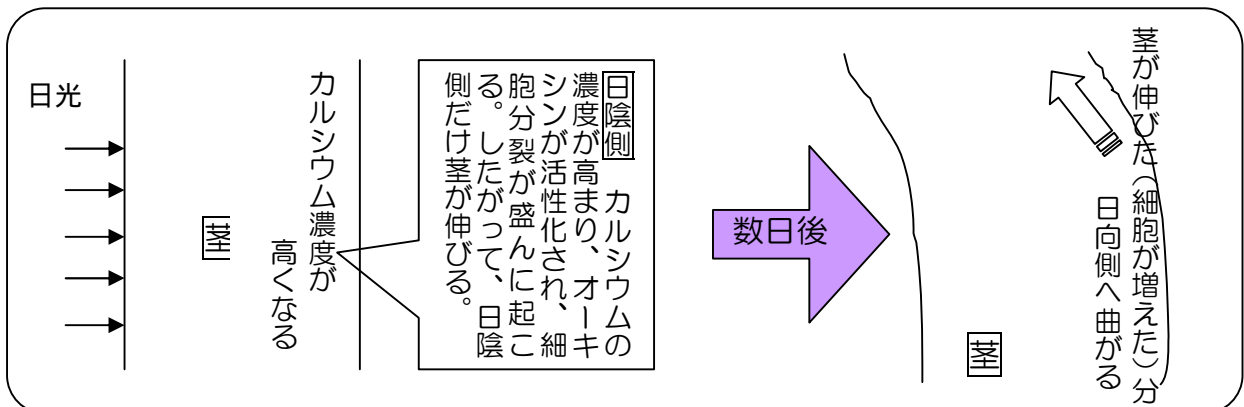 日光
茎
カルシウム濃度が
高くなる
日陰側 カルシウムの
濃度が高まり、オーキ
シンが活性化され、細
胞分裂が盛んに起こ
る。したがって、日陰
側だけ茎が伸びる。
数日後
茎が伸びた(細胞が増えた)分
日向側へ曲がる
茎